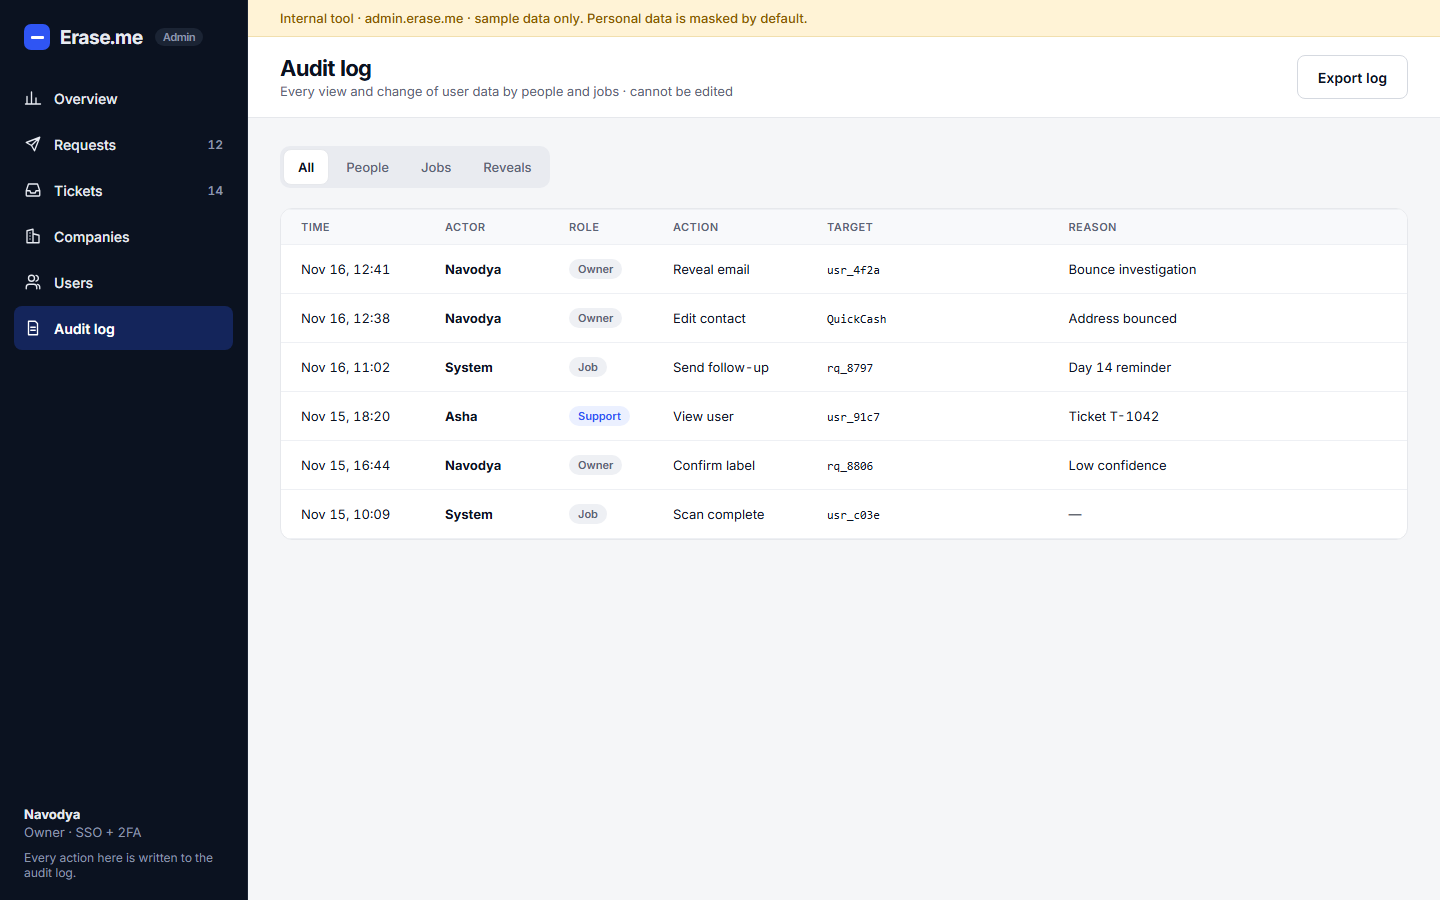 Erase.me Admin
Overview
Requests 12
Tickets 14
Companies
Users
Audit log
Navodya
Owner · SSO + 2FA
Every action here is written to the
audit log.
Internal tool · admin.erase.me · sample data only. Personal data is masked by default.
Audit log
Every view and change of user data by people and jobs · cannot be edited
Export log
All People Jobs Reveals
TIME ACTOR ROLE ACTION TARGET REASON
Nov 16, 12:41 Navodya Owner Reveal email usr_4f2a Bounce investigation
Nov 16, 12:38 Navodya Owner Edit contact QuickCash Address bounced
Nov 16, 11:02 System Job Send follow-up rq_8797 Day 14 reminder
Nov 15, 18:20 Asha Support View user usr_91c7 Ticket T-1042
Nov 15, 16:44 Navodya Owner Confirm label rq_8806 Low confidence
Nov 15, 10:09 System Job Scan complete usr_c03e —